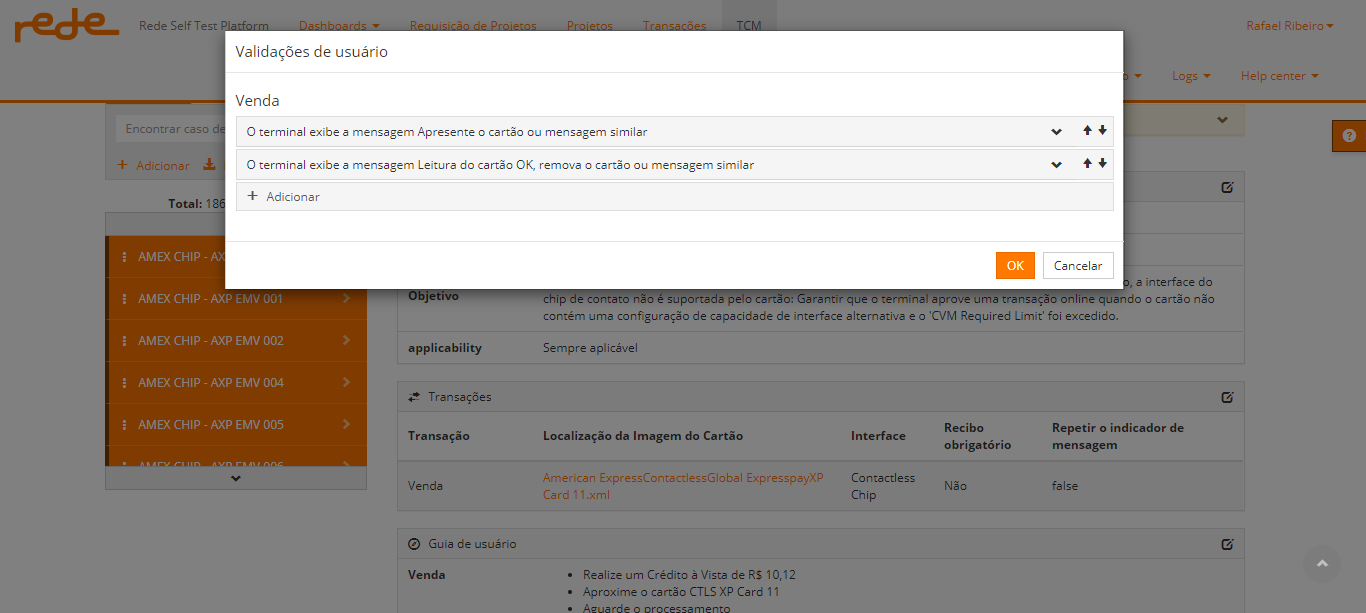 rede Rede Self Test Platform Dashboards Requisição de Projetos Projetos Transações TCM Rafael Ribeiro
Validações de usuário
Logs Help center
Venda
Encontrar caso de
O terminal exibe a mensagem Apresente o cartão ou mensagem similar
O terminal exibe a mensagem Leitura do cartão OK, remova o cartão ou mensagem similar
Adicionar
Adicionar
Total: 186
AMEX CHIP - AX
OK Cancelar
AMEX CHIP - AXP EMV 001
AMEX CHIP - AXP EMV 002
AMEX CHIP - AXP EMV 004
AMEX CHIP - AXP EMV 005
AMEX CHIP - AXP EMV 006
Objetivo
o, a interface do
chip de contato não é suportada pelo cartão: Garantir que o terminal aprove uma transação online quando o cartão não
contém uma configuração de capacidade de interface alternativa e o 'CVM Required Limit' foi excedido.
applicability Sempre aplicável
Transações
Transação Localização da Imagem do Cartão Interface Recibo obrigatório Repetir o indicador de mensagem
Venda American ExpressContactlessGlobal ExpresspayXP Card 11.xml Contactless Chip Não false
Guia de usuário
Venda
Realize um Crédito à Vista de R$ 10,12
Aproxime o cartão CTLS XP Card 11
Aguarde o processamento